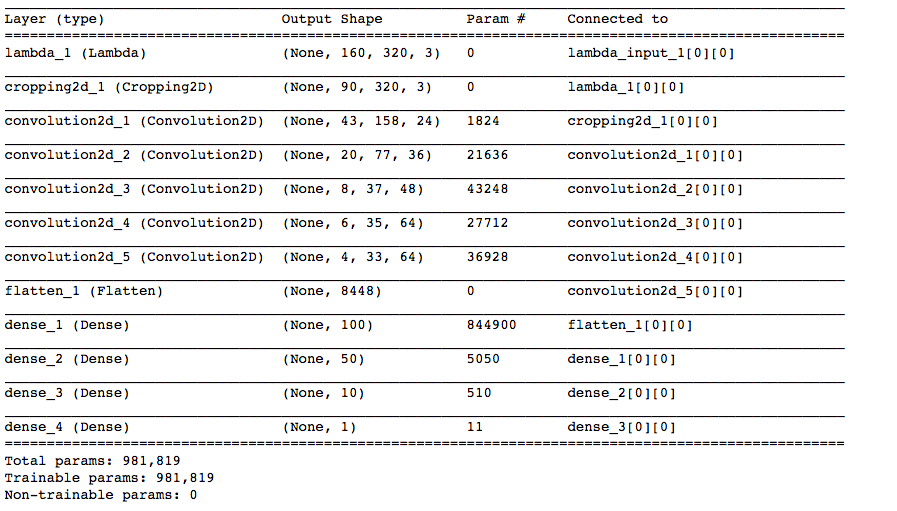 Layer (type) Output Shape Param # Connected to
lambda_1 (Lambda) (None, 160, 320, 3) 0 lambda_input_1[0][0]
cropping2d_1 (Cropping2D) (None, 90, 320, 3) 0 lambda_1[0][0]
convolution2d_1 (Convolution2D) (None, 43, 158, 24) 1824 cropping2d_1[0][0]
convolution2d_2 (Convolution2D) (None, 20, 77, 36) 21636 convolution2d_1[0][0]
convolution2d_3 (Convolution2D) (None, 8, 37, 48) 43248 convolution2d_2[0][0]
convolution2d_4 (Convolution2D) (None, 6, 35, 64) 27712 convolution2d_3[0][0]
convolution2d_5 (Convolution2D) (None, 4, 33, 64) 36928 convolution2d_4[0][0]
flatten_1 (Flatten) (None, 8448) 0 convolution2d_5[0][0]
dense_1 (Dense) (None, 100) 844900 flatten_1[0][0]
dense_2 (Dense) (None, 50) 5050 dense_1[0][0]
dense_3 (Dense) (None, 10) 510 dense_2[0][0]
dense_4 (Dense) (None, 1) 11 dense_3[0][0]
Total params: 981,819
Trainable params: 981,819
Non-trainable params: 0